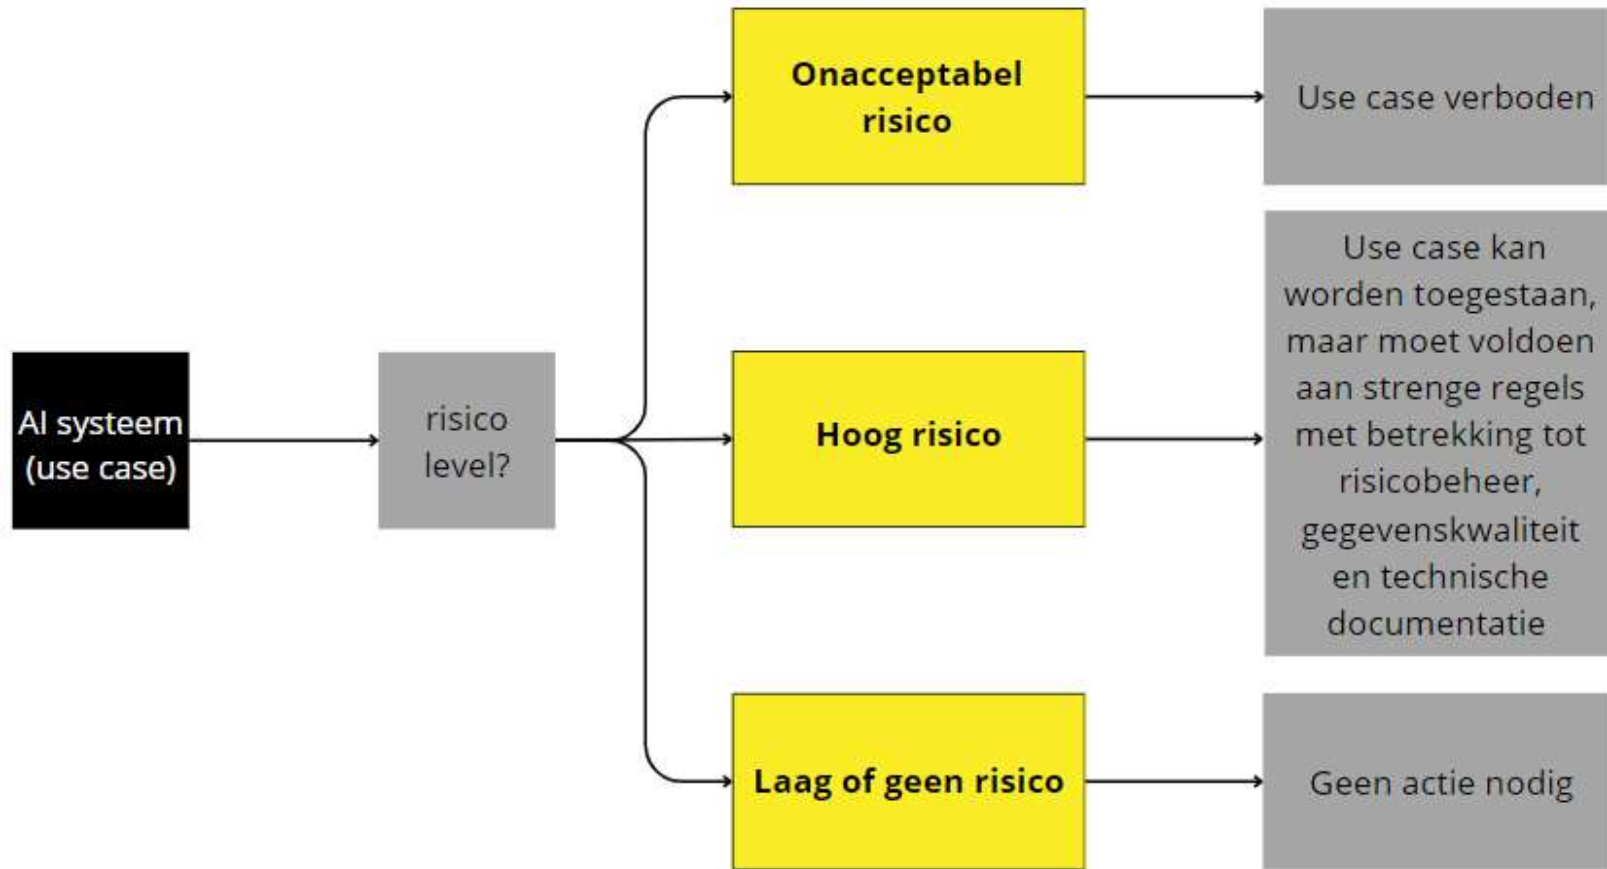 AI systeem
(use case)
risico
level?
Onacceptabel
risico
Use case verboden
Hoog risico
Use case kan
worden toegestaan,
maar moet voldoen
aan strenge regels
met betrekking tot
risicobeheer,
gegevenskwaliteit
en technische
documentatie
Laag of geen risico
Geen actie nodig